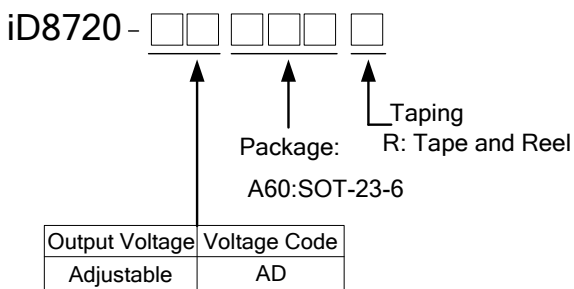 iD8720-
Taping
R: Tape and Reel
Package:
A60:SOT-23-6
Output Voltage Voltage Code
Adjustable AD